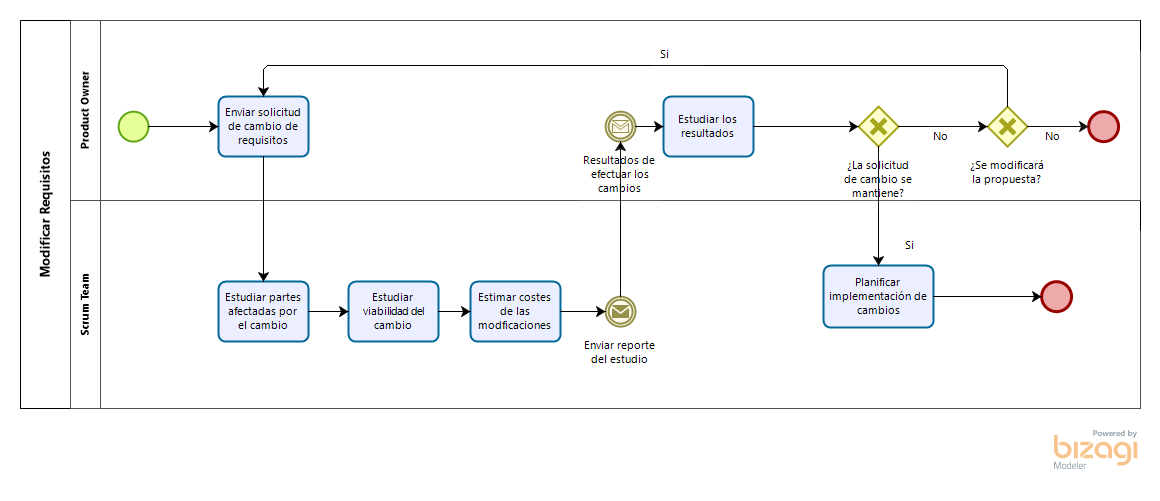 Modificar Requisitos
Product Owner
Si
Enviar solicitud
de cambio de
requisitos
Resultados de
efectuar los
cambios
Estudiar los
resultados
¿La solicitud
de cambio se
mantiene?
No
¿Se modificará
la propuesta?
No
Scrum Team
Estudiar partes
afectadas por
el cambio
Estudiar
viabilidad del
cambio
Estimar costes
de las
modficaciones
Enviar reporte
del estudio
Si
Planificar
implementación de
cambios
Powered by
bizagi
Modeler